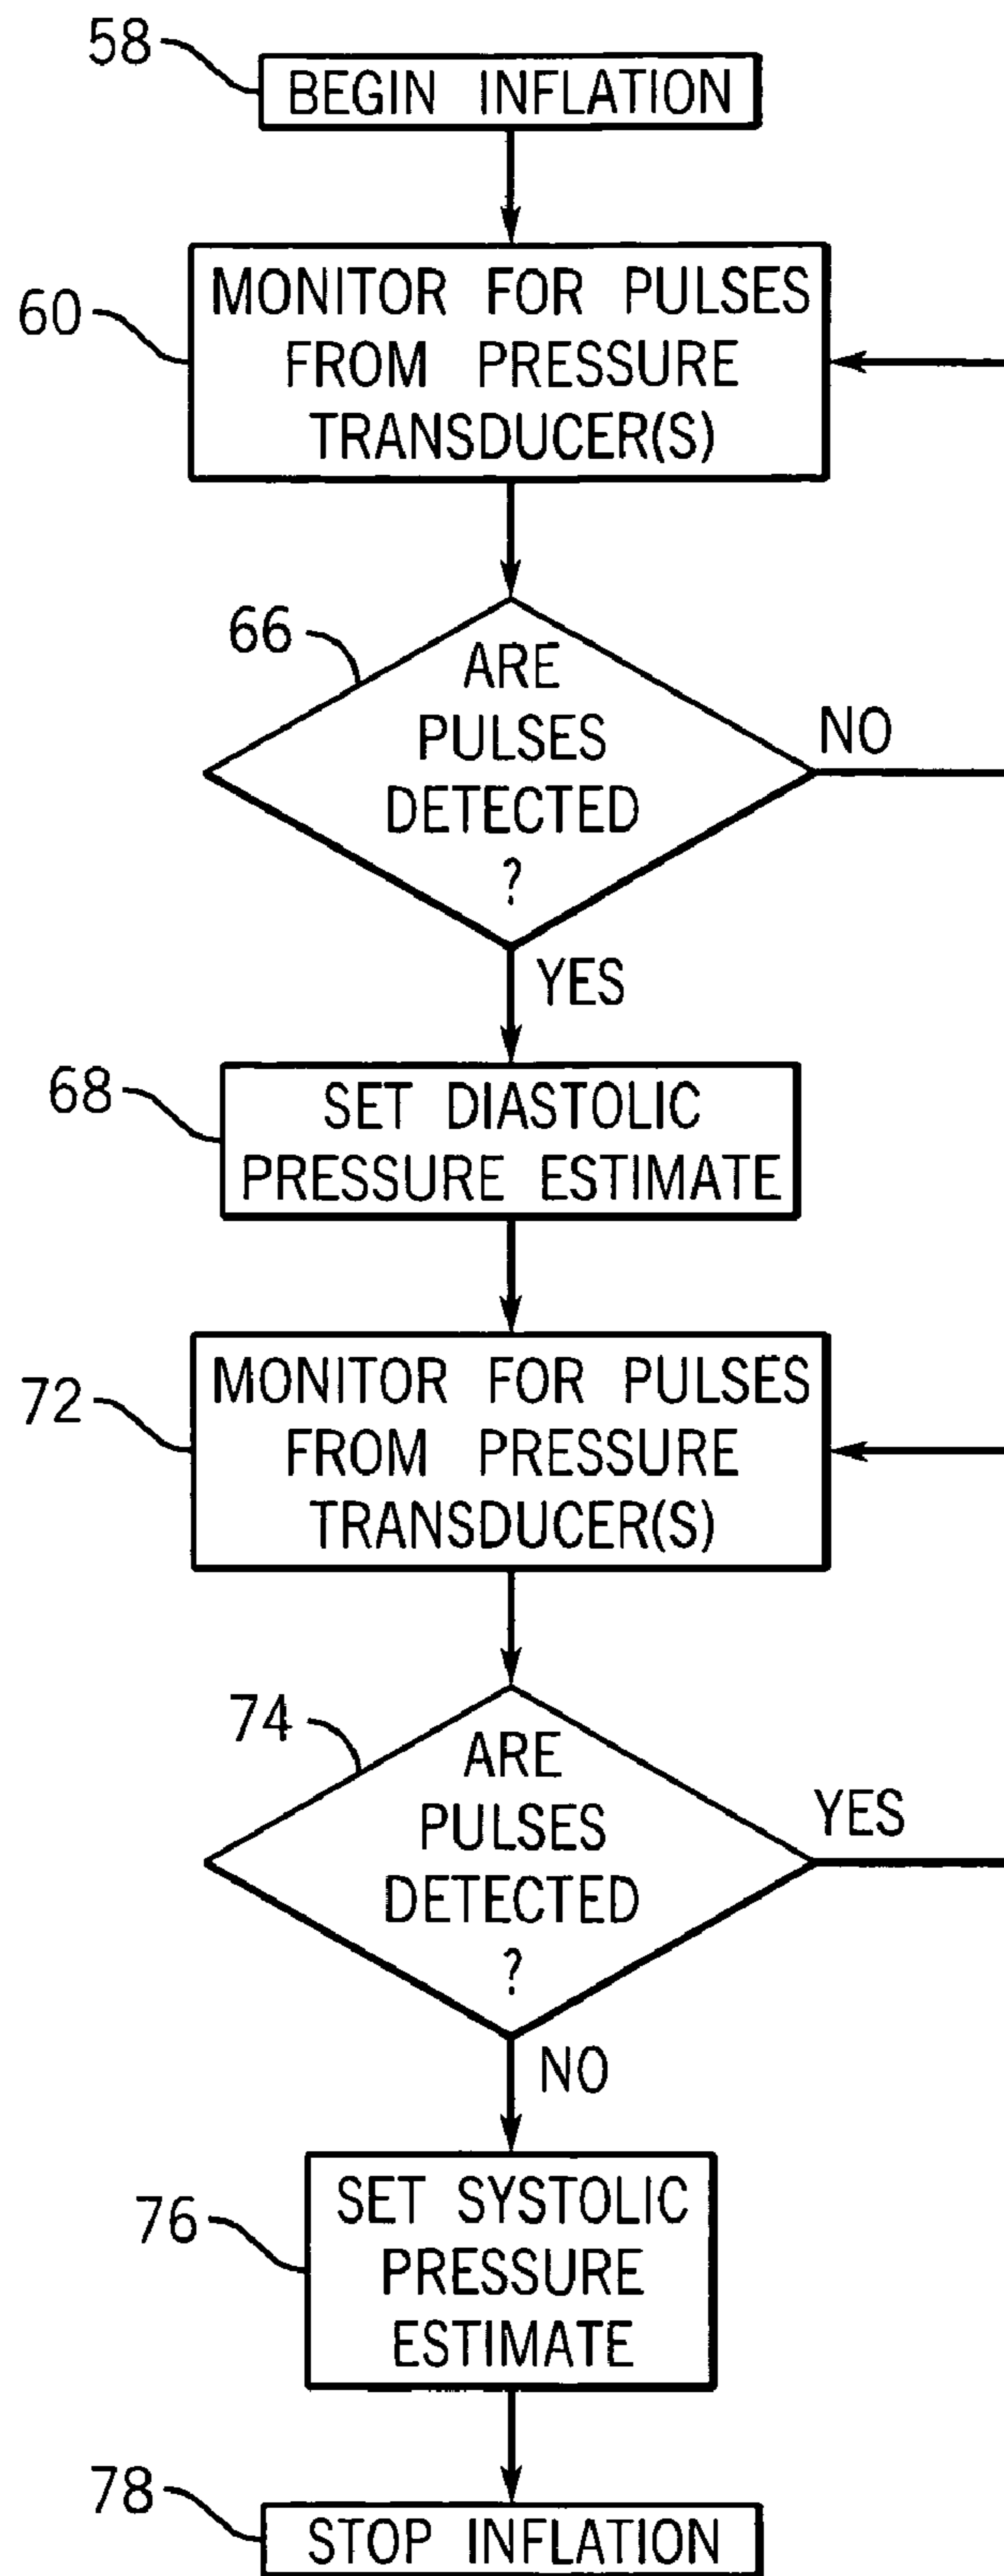 58
BEGIN INFLATION
60
MONITOR FOR PULSES
FROM PRESSURE
TRANSDUCER(S)
66
ARE
PULSES
DETECTED
?
NO
YES
68
SET DIASTOLIC
PRESSURE ESTIMATE
72
MONITOR FOR PULSES
FROM PRESSURE
TRANSDUCER(S)
74
ARE
PULSES
DETECTED
?
YES
NO
76
SET SYSTOLIC
PRESSURE
ESTIMATE
78
STOP INFLATION